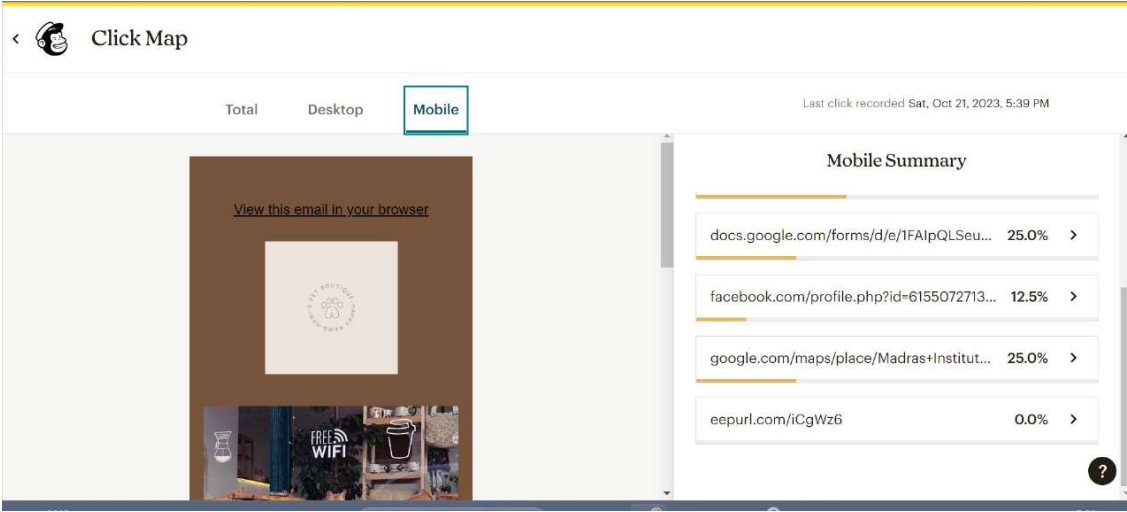 Click Map
Total Desktop Mobile
Last click recorded Sat, Oct 21, 2023, 5:39 PM
View this email in your browser
PET BOUTIQUE
FREE
WIFI
Mobile Summary
docs.google.com/forms/d/e/1FAIpQLSeu... 25.0%
facebook.com/profile.php?id=6155072713... 12.5%
google.com/maps/place/Madras+Institut... 25.0%
eepurl.com/iCgWz6 0.0%
?